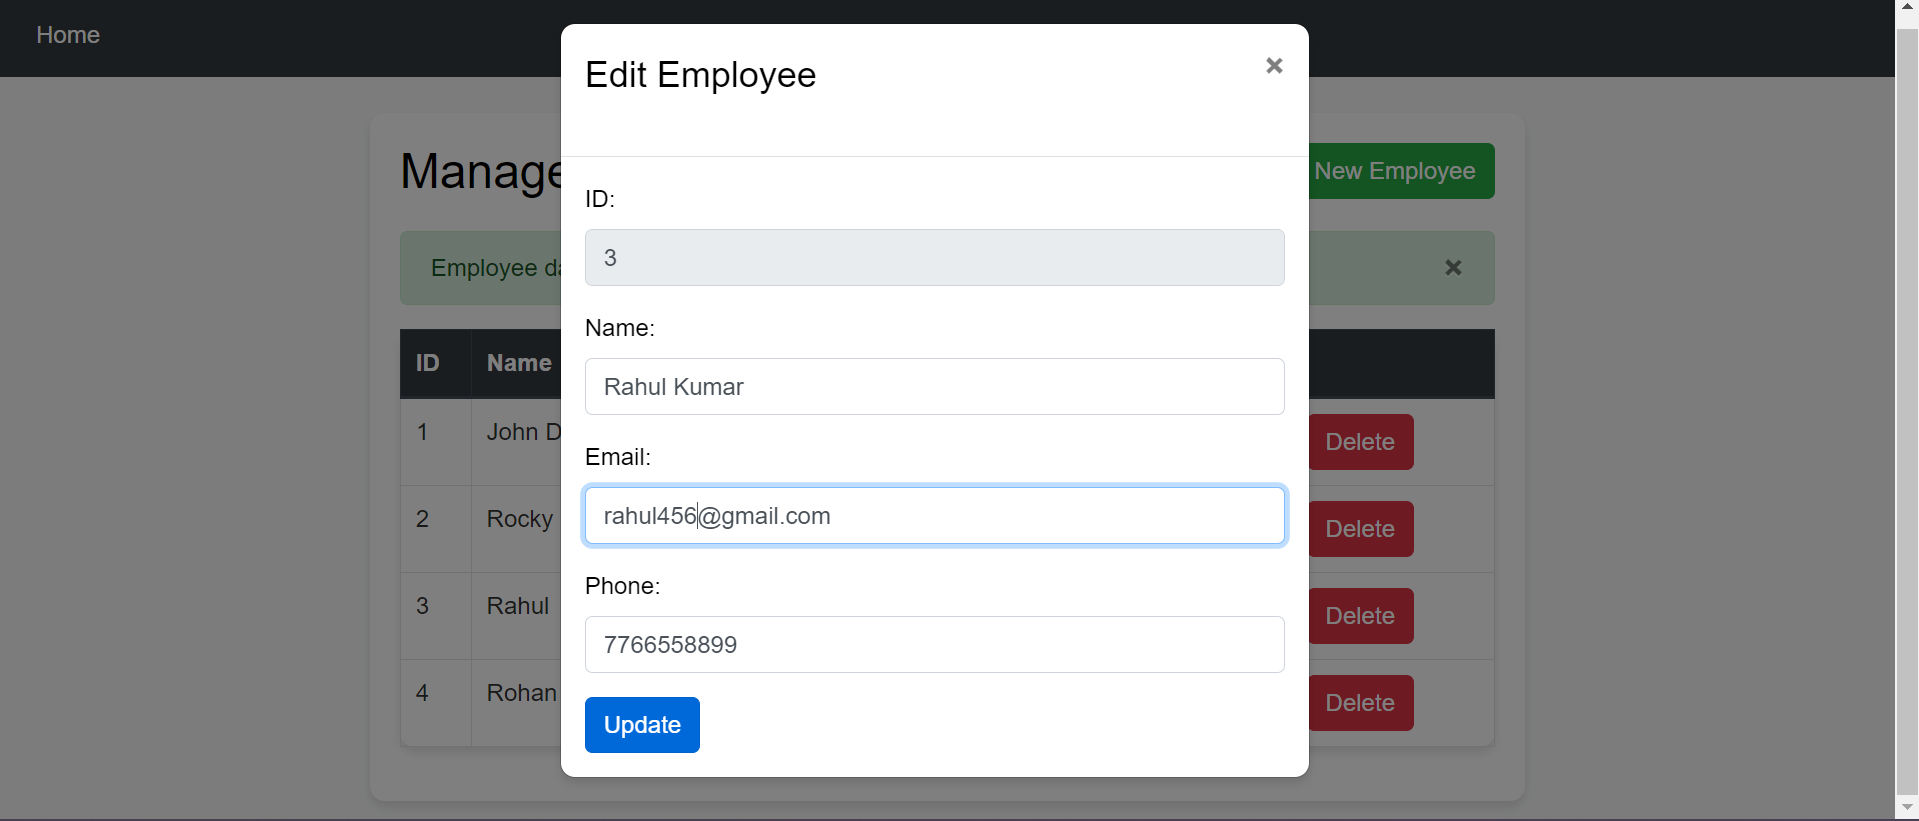 Home
Edit Employee
×
Manage
New Employee
ID:
3
Employee da
×
Name:
Rahul Kumar
ID Name
1 John D Delete
Email:
rahul456@gmail.com
2 Rocky Delete
Phone:
3 Rahul Delete
7766558899
4 Rohan Delete
Update